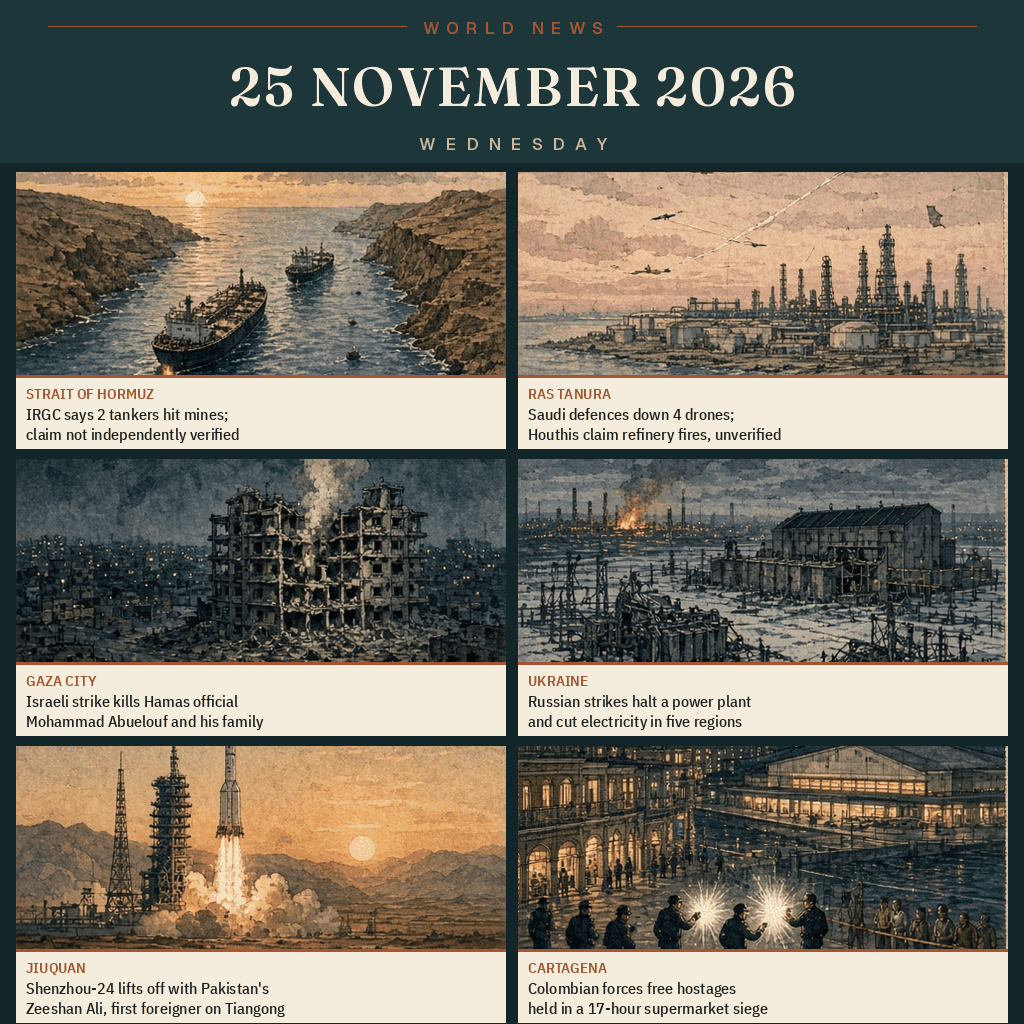 WORLD NEWS
25 NOVEMBER 2026
WEDNESDAY
STRAIT OF HORMUZ
IRGC says 2 tankers hit mines;
claim not independently verified
RAS TANURA
Saudi defences down 4 drones;
Houthis claim refinery fires, unverified
GAZA CITY
Israeli strike kills Hamas official
Mohammad Abuelouf and his family
UKRAINE
Russian strikes halt a power plant
and cut electricity in five regions
JIUQUAN
Shenzhou-24 lifts off with Pakistan's
Zeeshan Ali, first foreigner on Tiangong
CARTAGENA
Colombian forces free hostages
held in a 17-hour supermarket siege